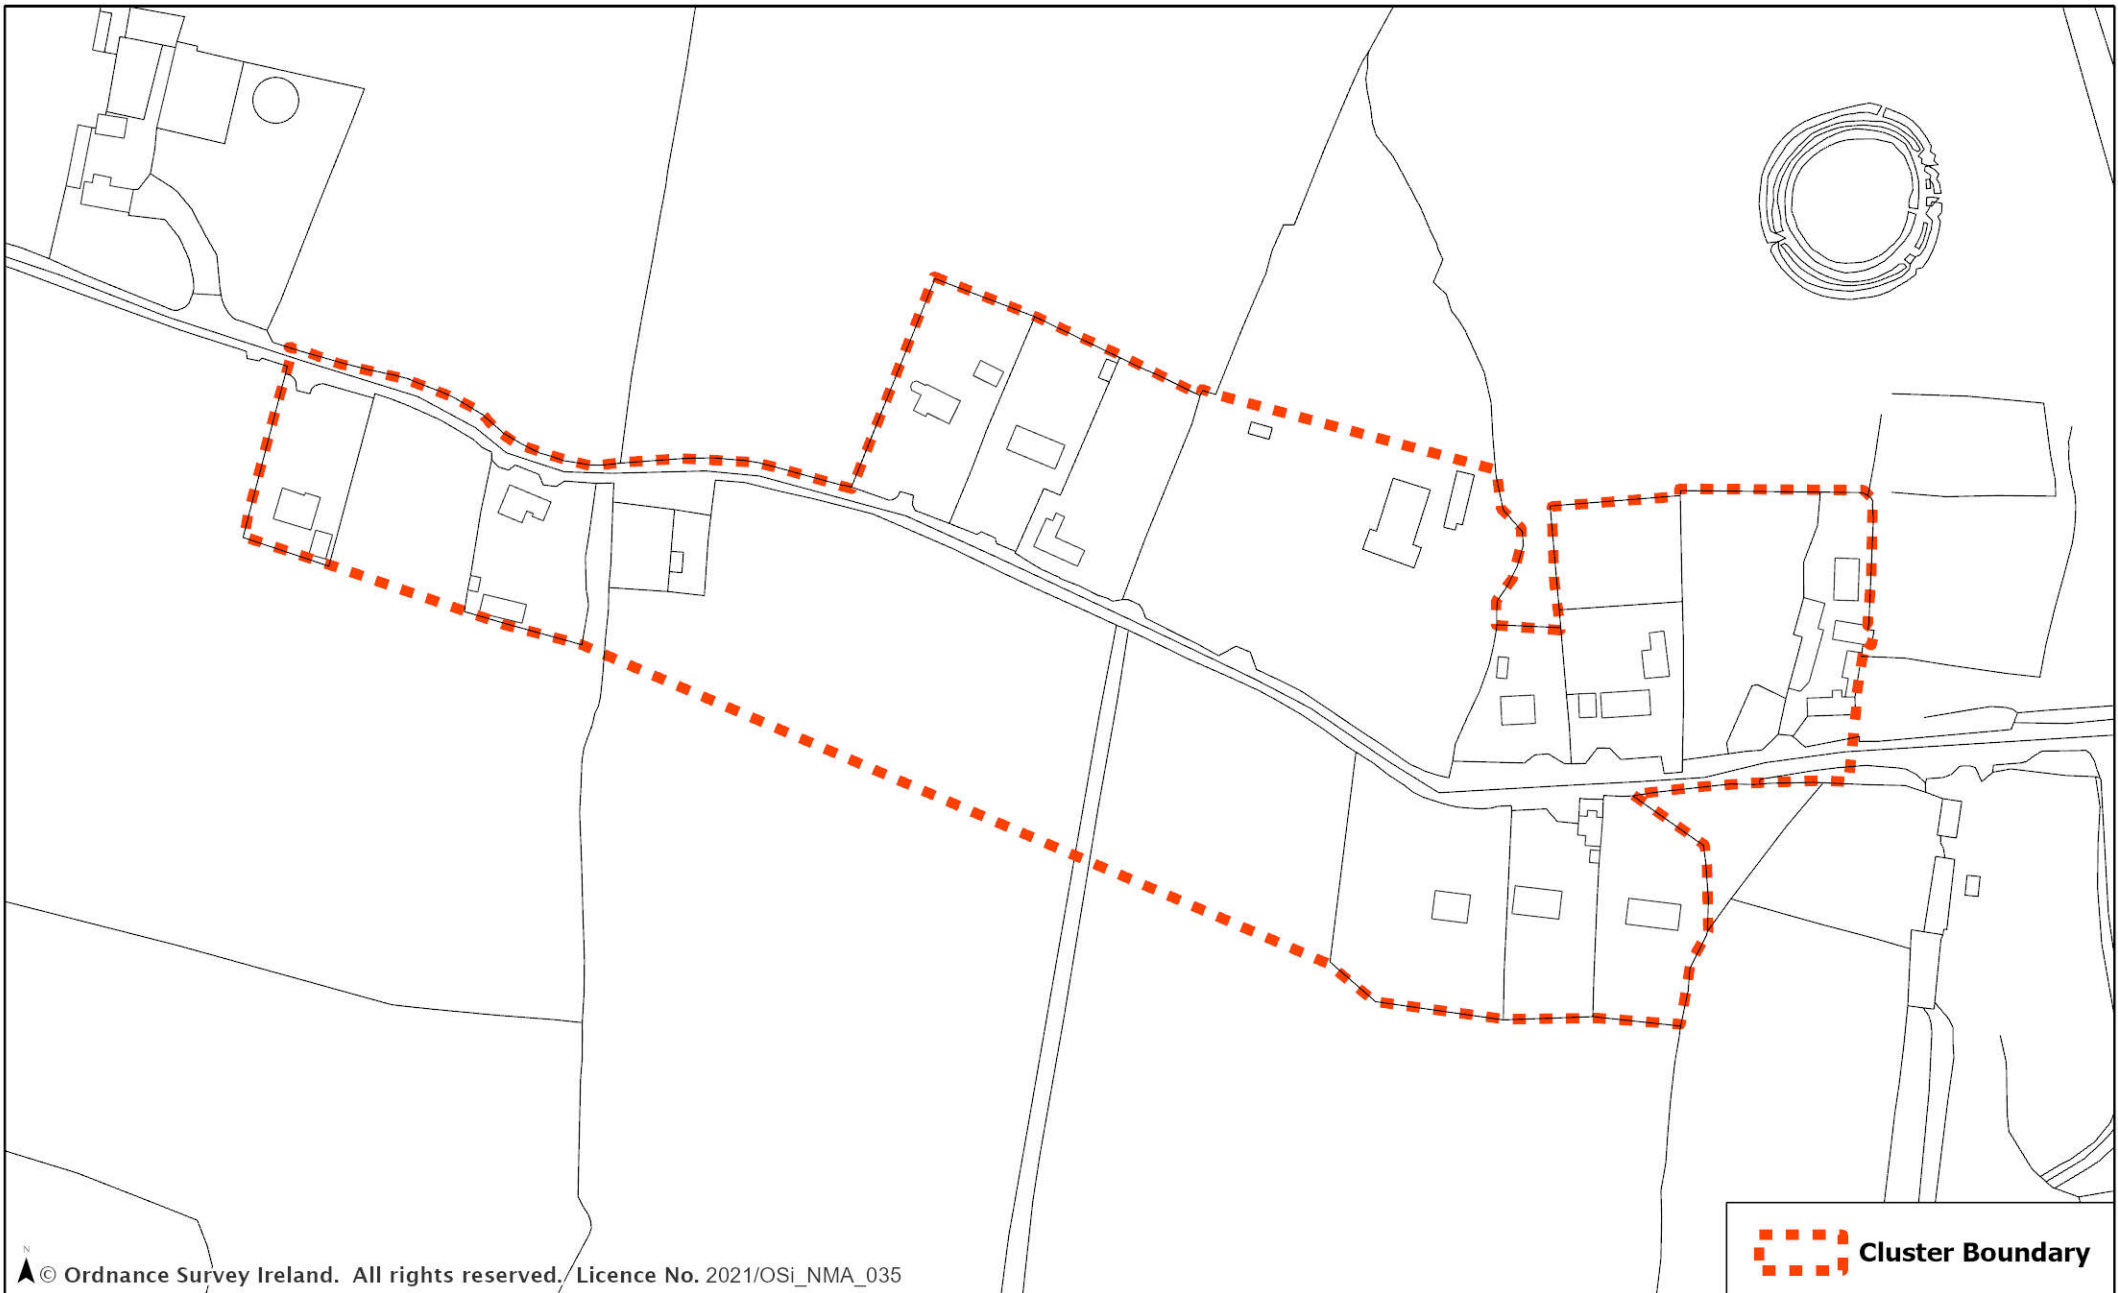 N
© Ordnance Survey Ireland. All rights reserved. Licence No. 2021/OSi_NMA_035
Cluster Boundary